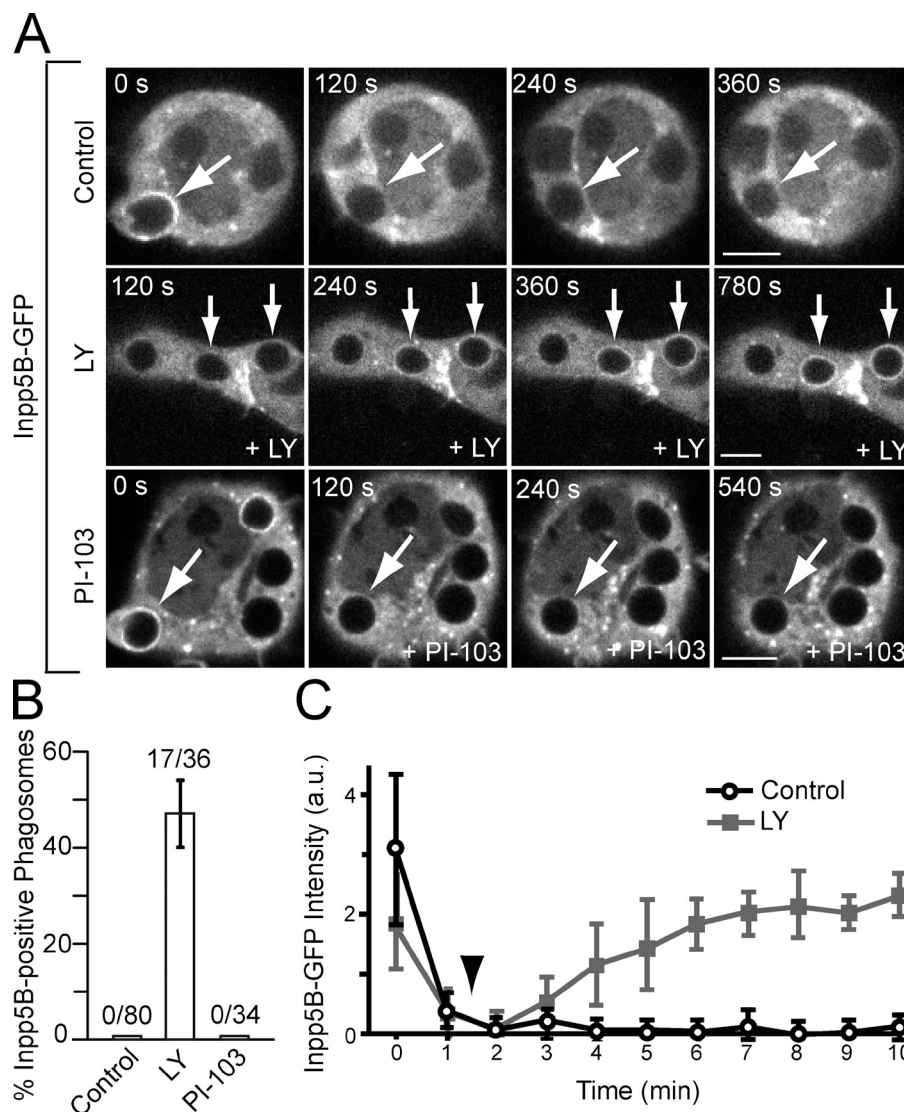 A
Inpp5B-GFP
Control
0 s
120 s
240 s
360 s
LY
120 s
240 s
360 s
780 s
+ LY
+ LY
+ LY
+ LY
PI-103
0 s
120 s
240 s
540 s
+ PI-103
+ PI-103
+ PI-103
B
% Inpp5B-positive Phagosomes
60
40
20
0
0/80
17/36
0/34
Control
LY
PI-103
C
Inpp5B-GFP Intensity (a.u.)
4
2
0
Control
LY
0 1 2 3 4 5 6 7 8 9 10
Time (min)